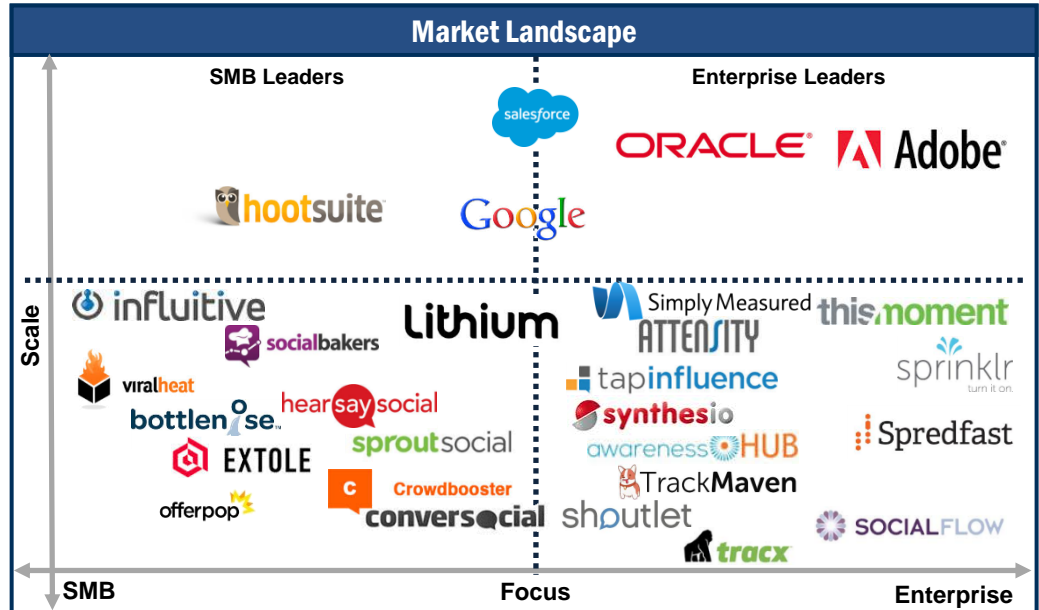 Market Landscape
SMB Leaders
Enterprise Leaders
salesforce
ORACLE®
Adobe®
hootsuite™
Google
Scale
influitive
Lithium
Simply Measured
thismoment
socialbakers
ATTENSITY
sprinklr
turn it on.
viralheat
tapinfluence
hearsaysocial
bottlenose™
synthesio
Spredfast
sproutsocial
awarenessHUB
EXTOLE
TrackMaven
C Crowdbooster
offerpop
conversocial
shoutlet
SOCIALFLOW
tracx
SMB
Focus
Enterprise